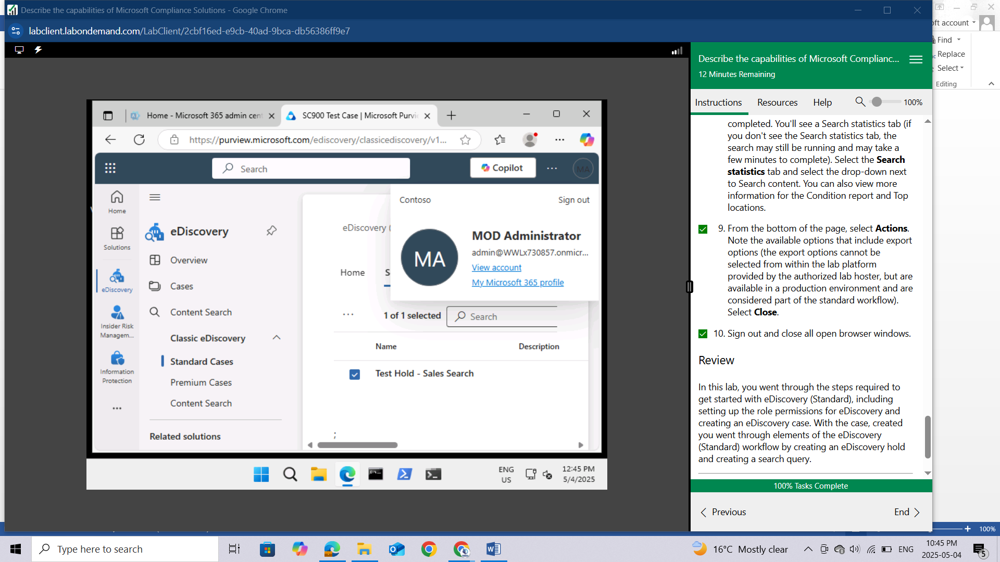 Describe the capabilities of Microsoft Compliance Solutions - Google Chrome
labclient.labondemand.com/LabClient/2cbf16ed-e9cb-40ad-9bca-db56386ff9e7
Home - Microsoft 365 admin cent
SC900 Test Case | Microsoft Purvie
https://purview.microsoft.com/ediscovery/classicediscovery/v1...
Search
Copilot
MA
Home
Solutions
eDiscovery
Insider Risk
Managem...
Information
Protection
eDiscovery
Overview
Cases
Content Search
Classic eDiscovery
Standard Cases
Premium Cases
Content Search
Related solutions
eDiscovery (
Home
S
Contoso
Sign out
MA
MOD Administrator
admin@WWLx730857.onmicr...
View account
My Microsoft 365 profile
1 of 1 selected
Search
Name
Description
Test Hold - Sales Search
;
ENG
US
12:45 PM
5/4/2025
Describe the capabilities of Microsoft Complianc...
12 Minutes Remaining
Instructions
Resources
Help
100%
completed. You'll see a Search statistics tab (if
you don't see the Search statistics tab, the
search may still be running and may take a
few minutes to complete). Select the Search
statistics tab and select the drop-down next
to Search content. You can also view more
information for the Condition report and Top
locations.
9. From the bottom of the page, select Actions.
Note the available options that include export
options (the export options cannot be
selected from within the lab platform
provided by the authorized lab hoster, but are
available in a production environment and are
considered part of the standard workflow).
Select Close.
10. Sign out and close all open browser windows.
Review
In this lab, you went through the steps required to
get started with eDiscovery (Standard), including
setting up the role permissions for eDiscovery and
creating an eDiscovery case. With the case, created
you went through elements of the eDiscovery
(Standard) workflow by creating an eDiscovery hold
and creating a search query.
100% Tasks Complete
Previous
End
oft account
Find
Replace
Select
Editing
100%
Type here to search
16°C Mostly clear
ENG
10:45 PM
2025-05-04
5